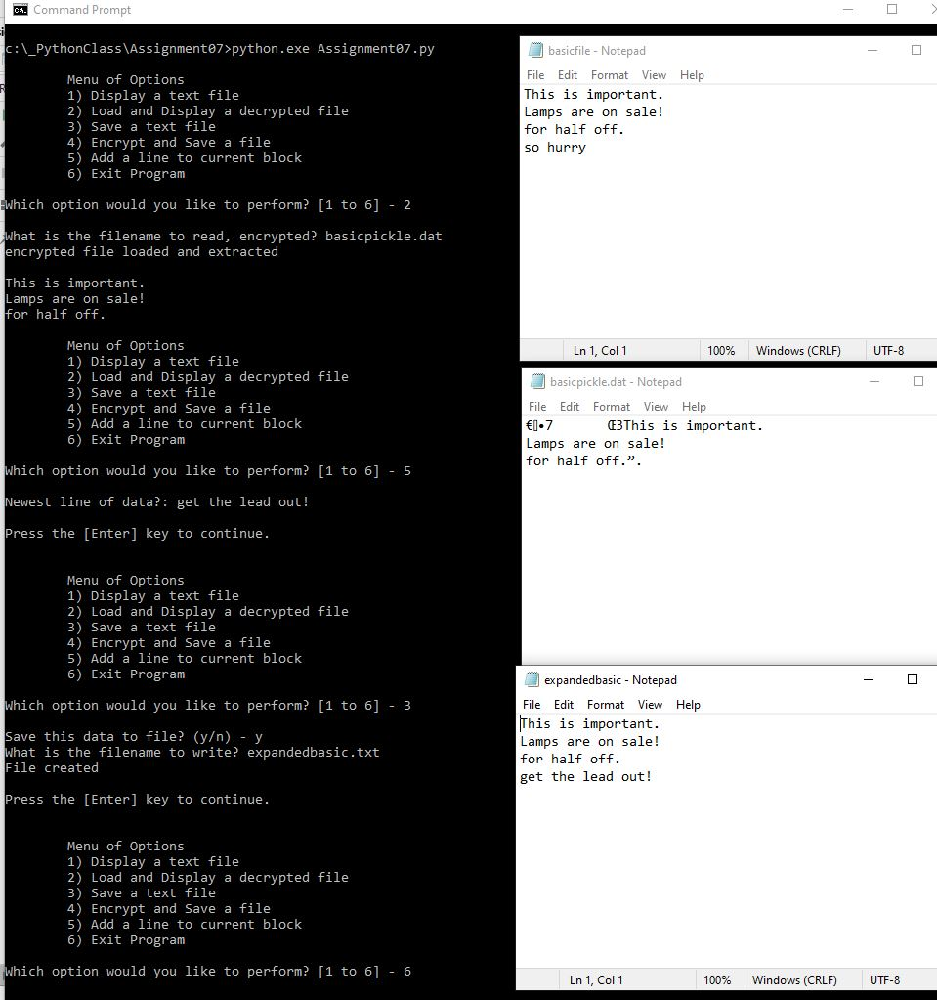 Command Prompt
c:\_PythonClass\Assignment07>python.exe Assignment07.py
Menu of Options
1) Display a text file
2) Load and Display a decrypted file
3) Save a text file
4) Encrypt and Save a file
5) Add a line to current block
6) Exit Program
Which option would you like to perform? [1 to 6] - 2
What is the filename to read, encrypted? basicpickle.dat
encrypted file loaded and extracted
This is important.
Lamps are on sale!
for half off.
Menu of Options
1) Display a text file
2) Load and Display a decrypted file
3) Save a text file
4) Encrypt and Save a file
5) Add a line to current block
6) Exit Program
Which option would you like to perform? [1 to 6] - 5
Newest line of data?: get the lead out!
Press the [Enter] key to continue.
Menu of Options
1) Display a text file
2) Load and Display a decrypted file
3) Save a text file
4) Encrypt and Save a file
5) Add a line to current block
6) Exit Program
Which option would you like to perform? [1 to 6] - 3
Save this data to file? (y/n) - y
What is the filename to write? expandedbasic.txt
File created
Press the [Enter] key to continue.
Menu of Options
1) Display a text file
2) Load and Display a decrypted file
3) Save a text file
4) Encrypt and Save a file
5) Add a line to current block
6) Exit Program
Which option would you like to perform? [1 to 6] - 6
basicfile - Notepad
File Edit Format View Help
This is important.
Lamps are on sale!
for half off.
so hurry
Ln 1, Col 1 100% Windows (CRLF) UTF-8
basicpickle.dat - Notepad
File Edit Format View Help
€▯•7 Œ3This is important.
Lamps are on sale!
for half off.”.
expandedbasic - Notepad
File Edit Format View Help
This is important.
Lamps are on sale!
for half off.
get the lead out!
Ln 1, Col 1 100% Windows (CRLF) UTF-8